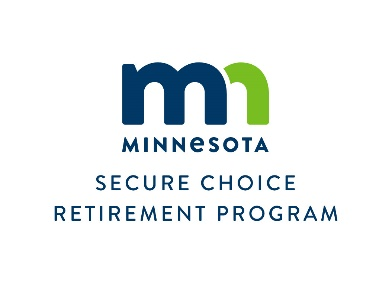 mn
MINNeSOTA
SECURE CHOICE
RETIREMENT PROGRAM